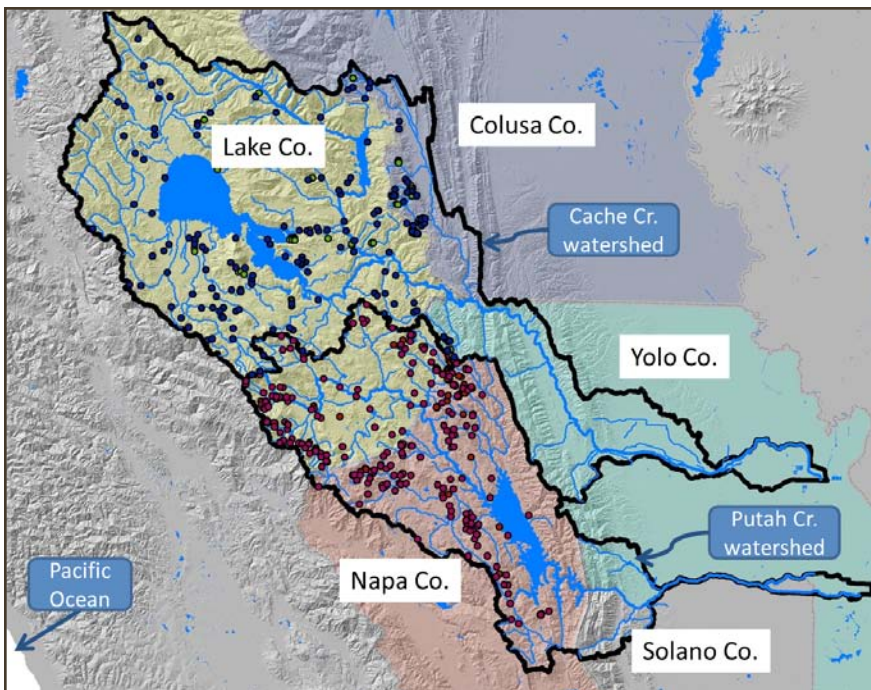 Lake Co.
Colusa Co.
Cache Cr.
watershed
Yolo Co.
Putah Cr.
watershed
Pacific
Ocean
Napa Co.
Solano Co.